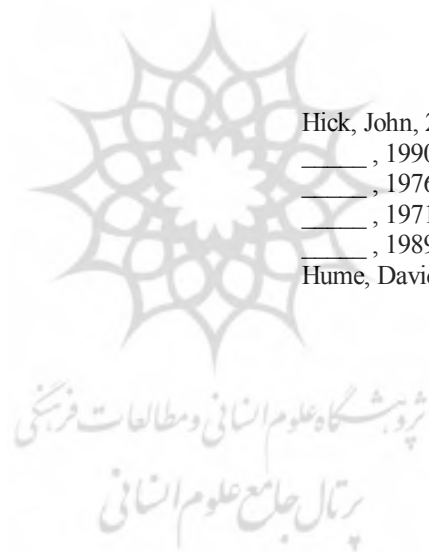 Hick, John, 2
_____ , 1990
_____ , 1976
_____ , 1971
_____ , 1989
Hume, David
پژوهشگاه علوم انسانی و مطالعات فرهنگی
پرتال جامع علوم انسانی